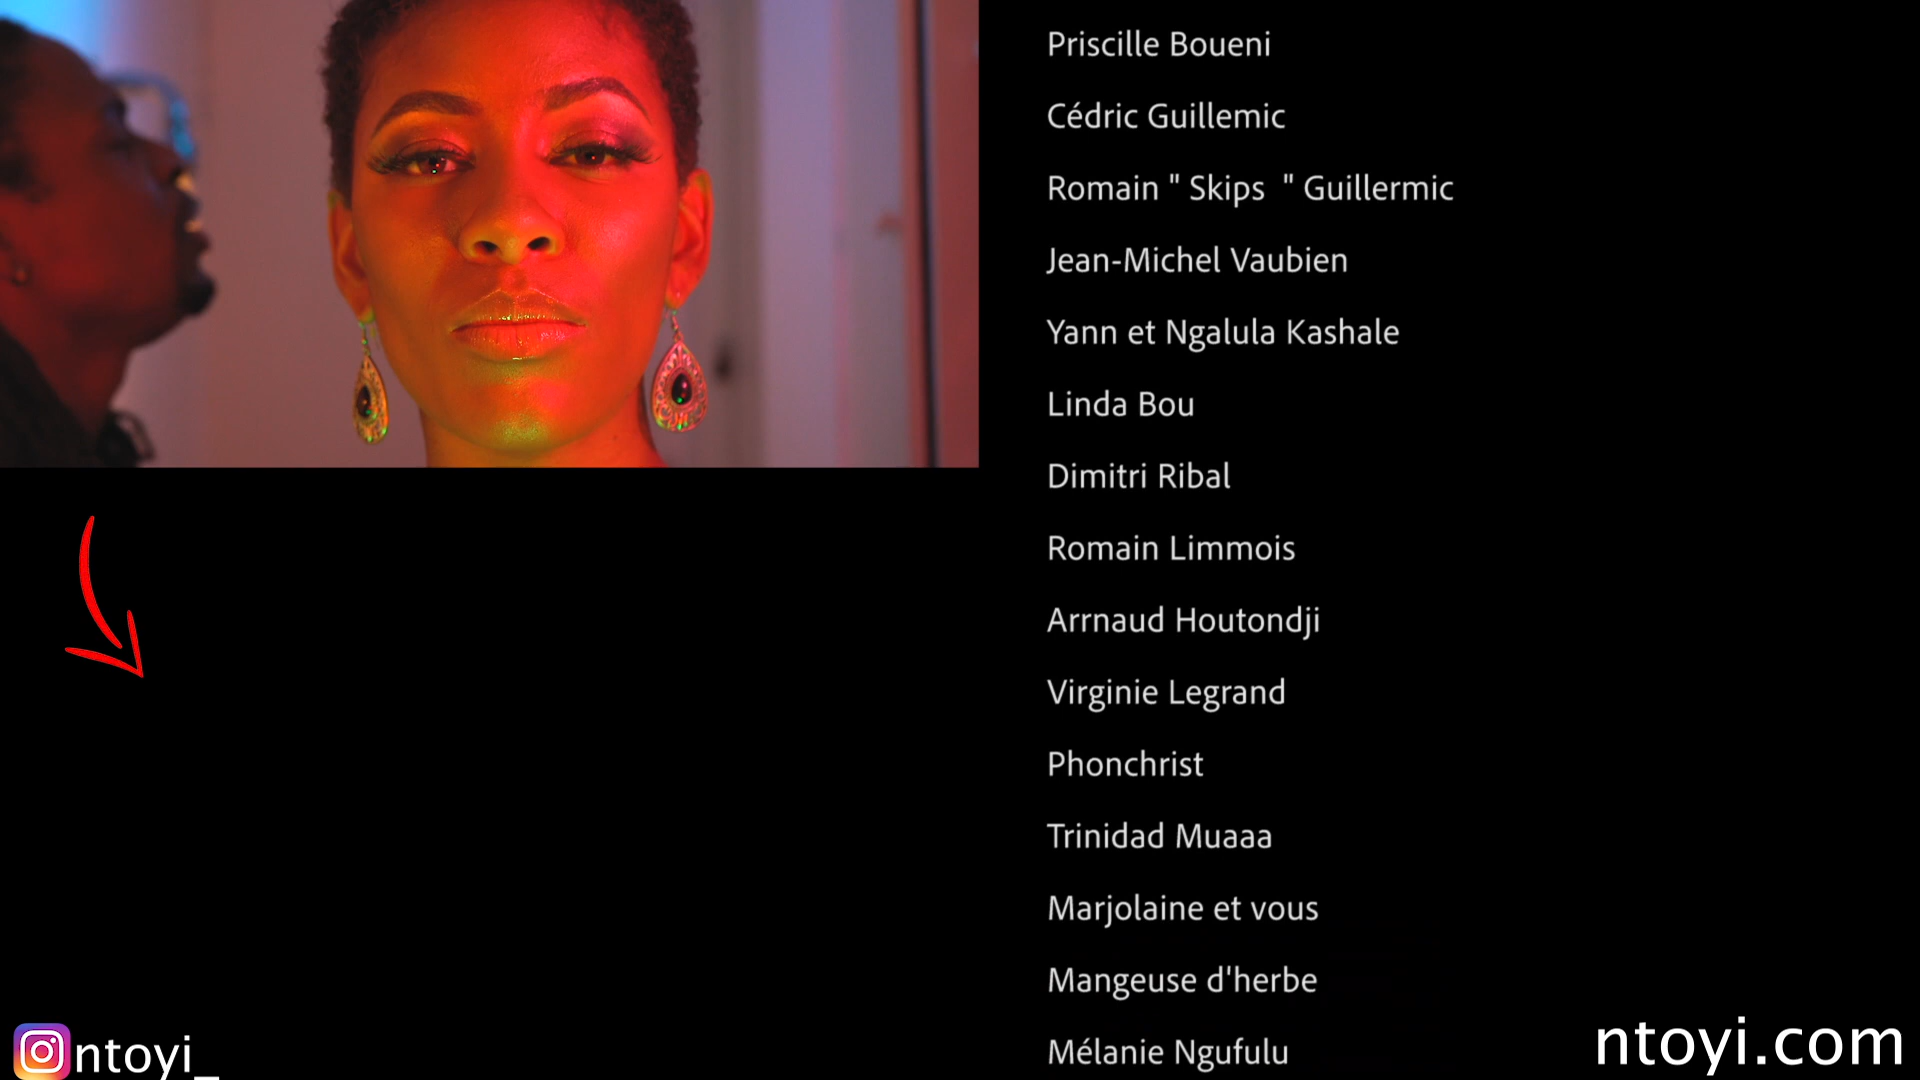 Priscille Boueni
Cédric Guillemic
Romain " Skips  " Guillermic
Jean-Michel Vaubien
Yann et Ngalula Kashale
Linda Bou
Dimitri Ribal
Romain Limmois
Arrnaud Houtondji
Virginie Legrand
Phonchrist
Trinidad Muaaa
Marjolaine et vous
Mangeuse d'herbe
Mélanie Ngufulu
ntoyi_
ntoyi.com